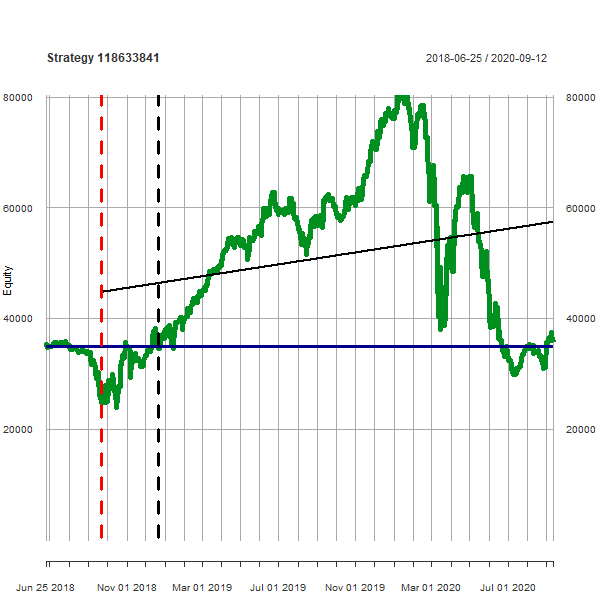 Strategy 118633841
2018-06-25 / 2020-09-12
80000
80000
60000
60000
Equity
40000
40000
20000
20000
Jun 25 2018
Nov 01 2018
Mar 01 2019
Jul 01 2019
Nov 01 2019
Mar 01 2020
Jul 01 2020